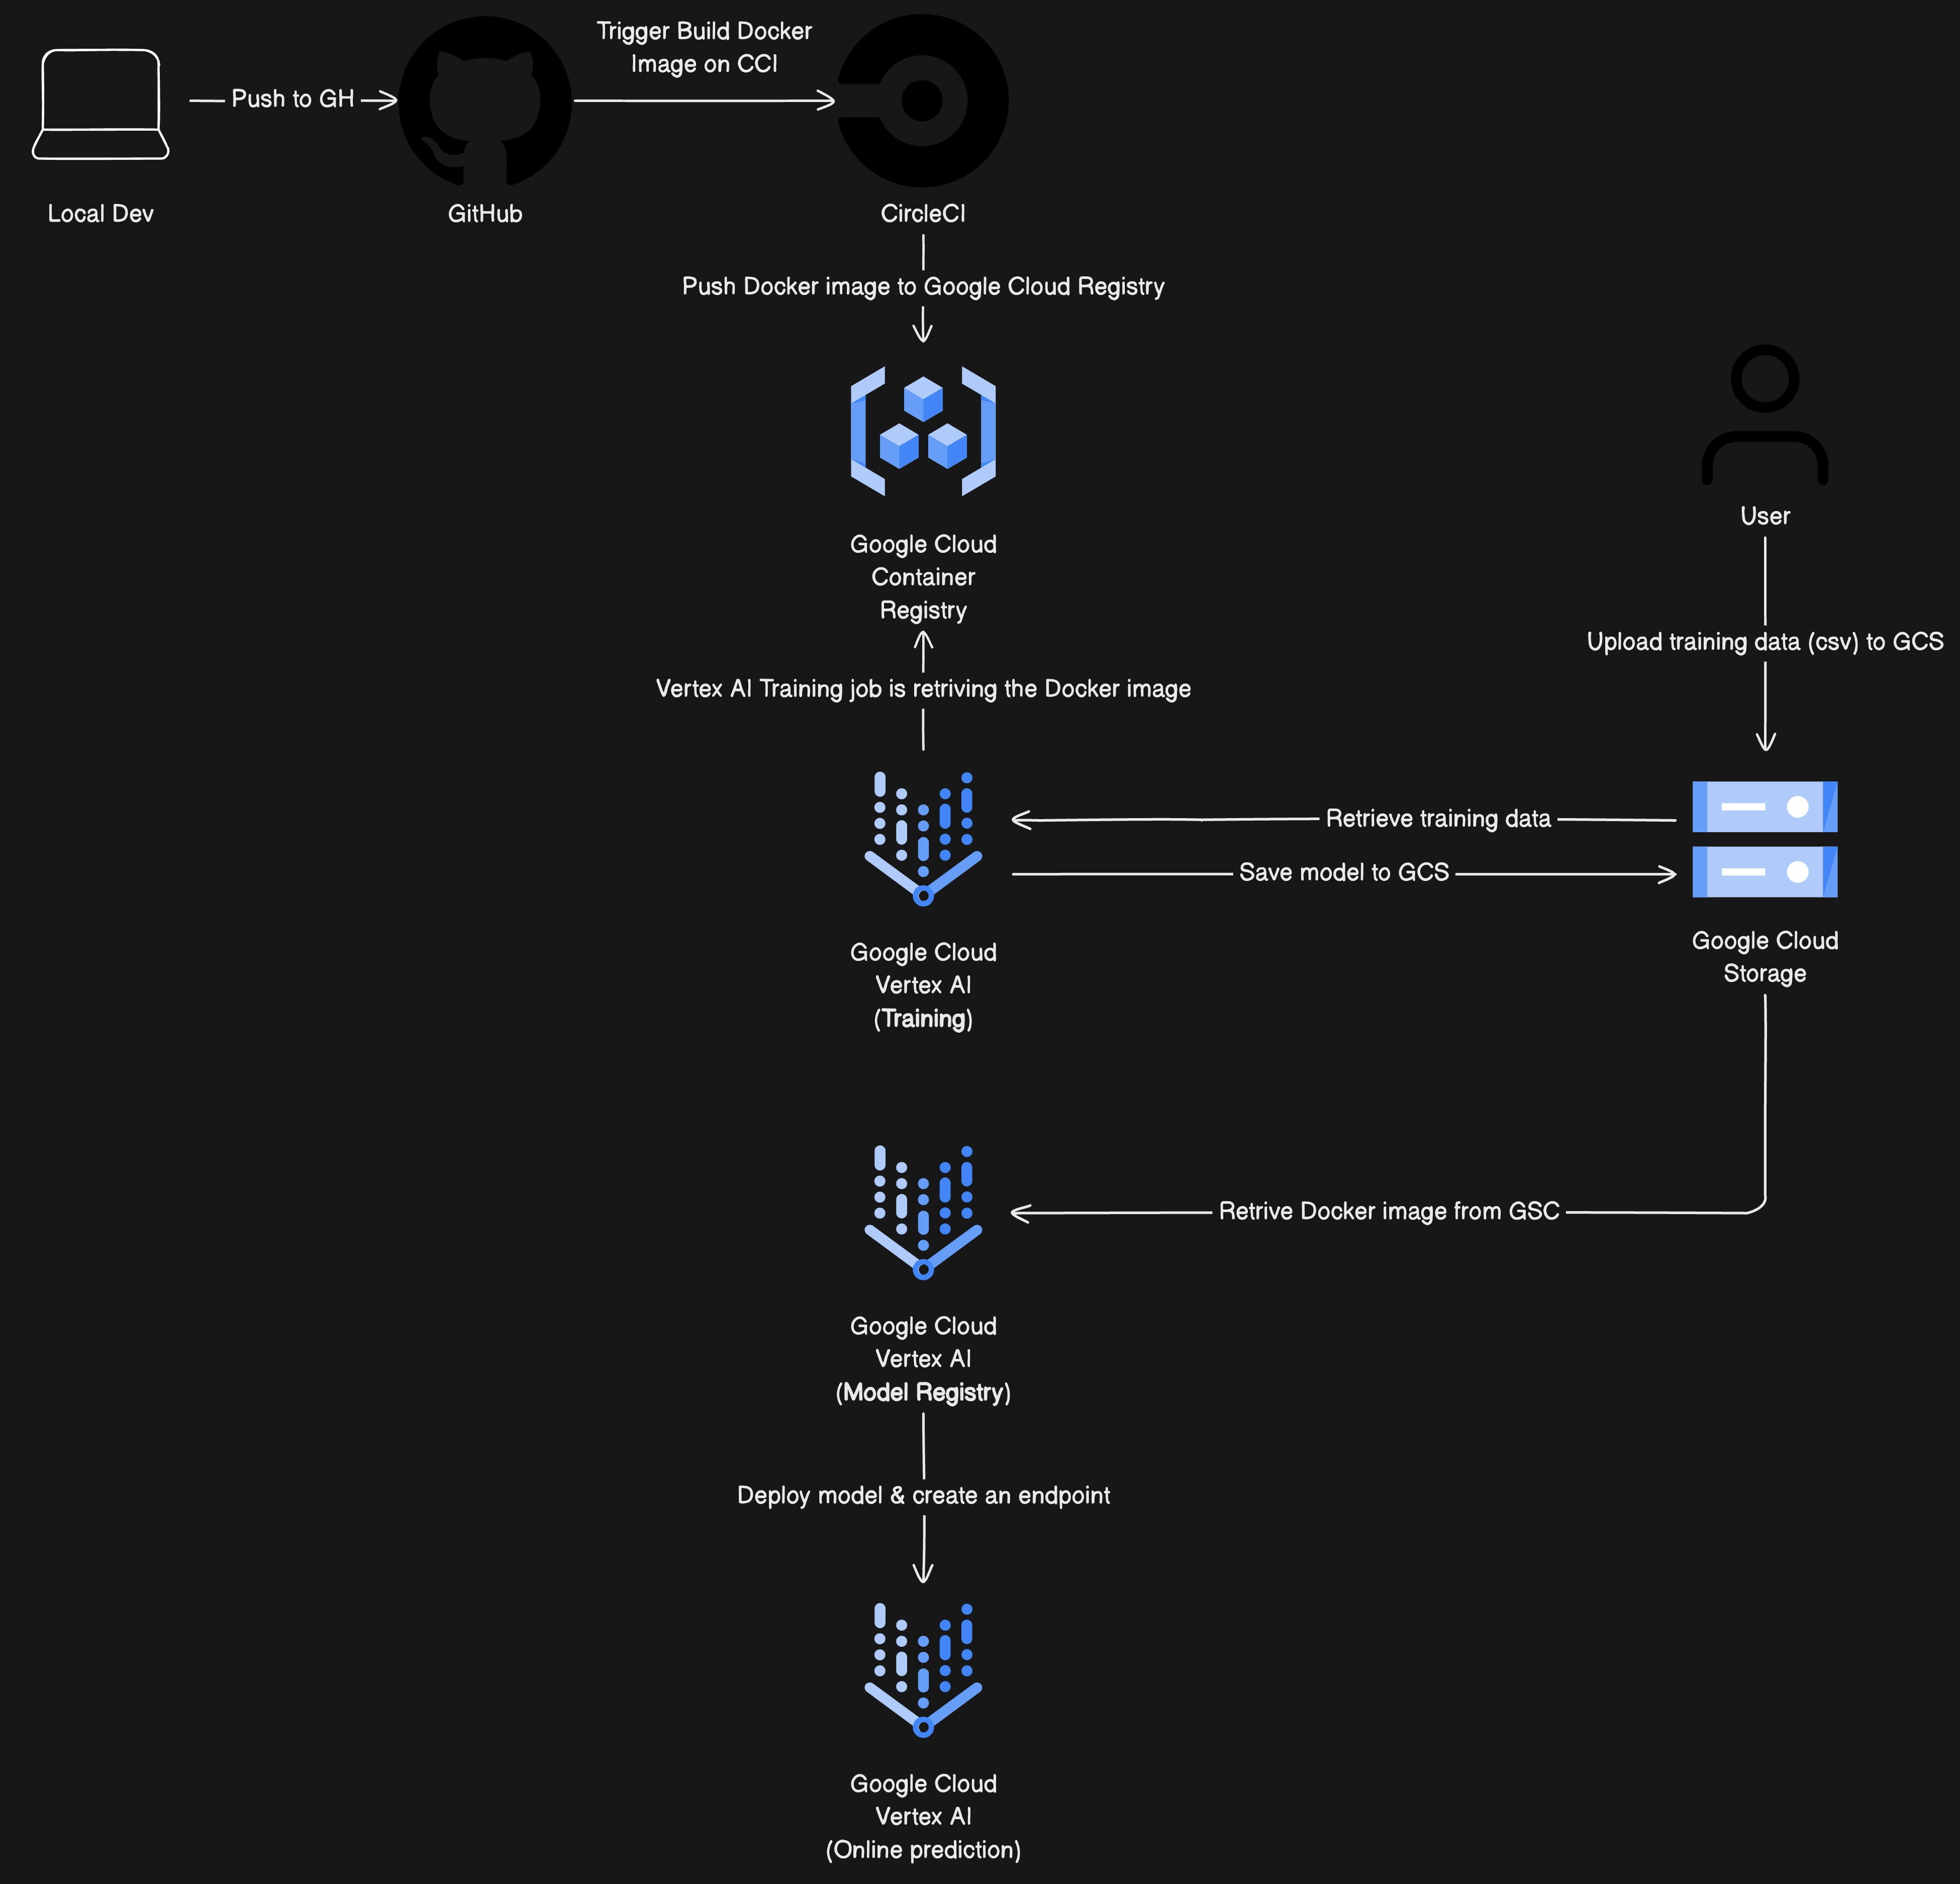 Trigger Build Docker
Image on CCI
Push to GH
Local Dev
GitHub
CircleCI
Push Docker image to Google Cloud Registry
Google Cloud
Container
Registry
User
Upload training data (csv) to GCS
Vertex AI Training job is retriving the Docker image
Retrieve training data
Save model to GCS
Google Cloud
Vertex AI
(Training)
Google Cloud
Storage
Retrive Docker image from GSC
Google Cloud
Vertex AI
(Model Registry)
Deploy model & create an endpoint
Google Cloud
Vertex AI
(Online prediction)